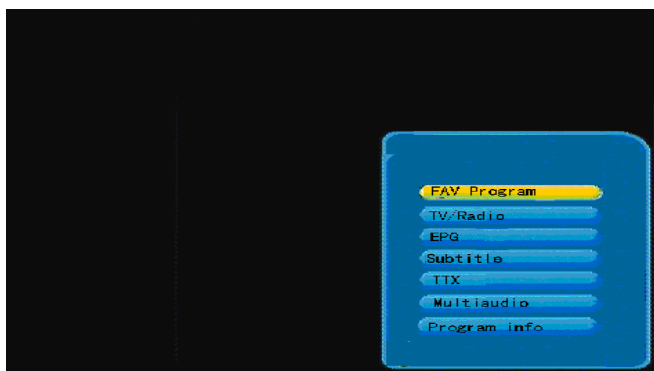 FAV Program
TV/Radio
EPG
Subtitle
TTX
Multiaudio
Program info